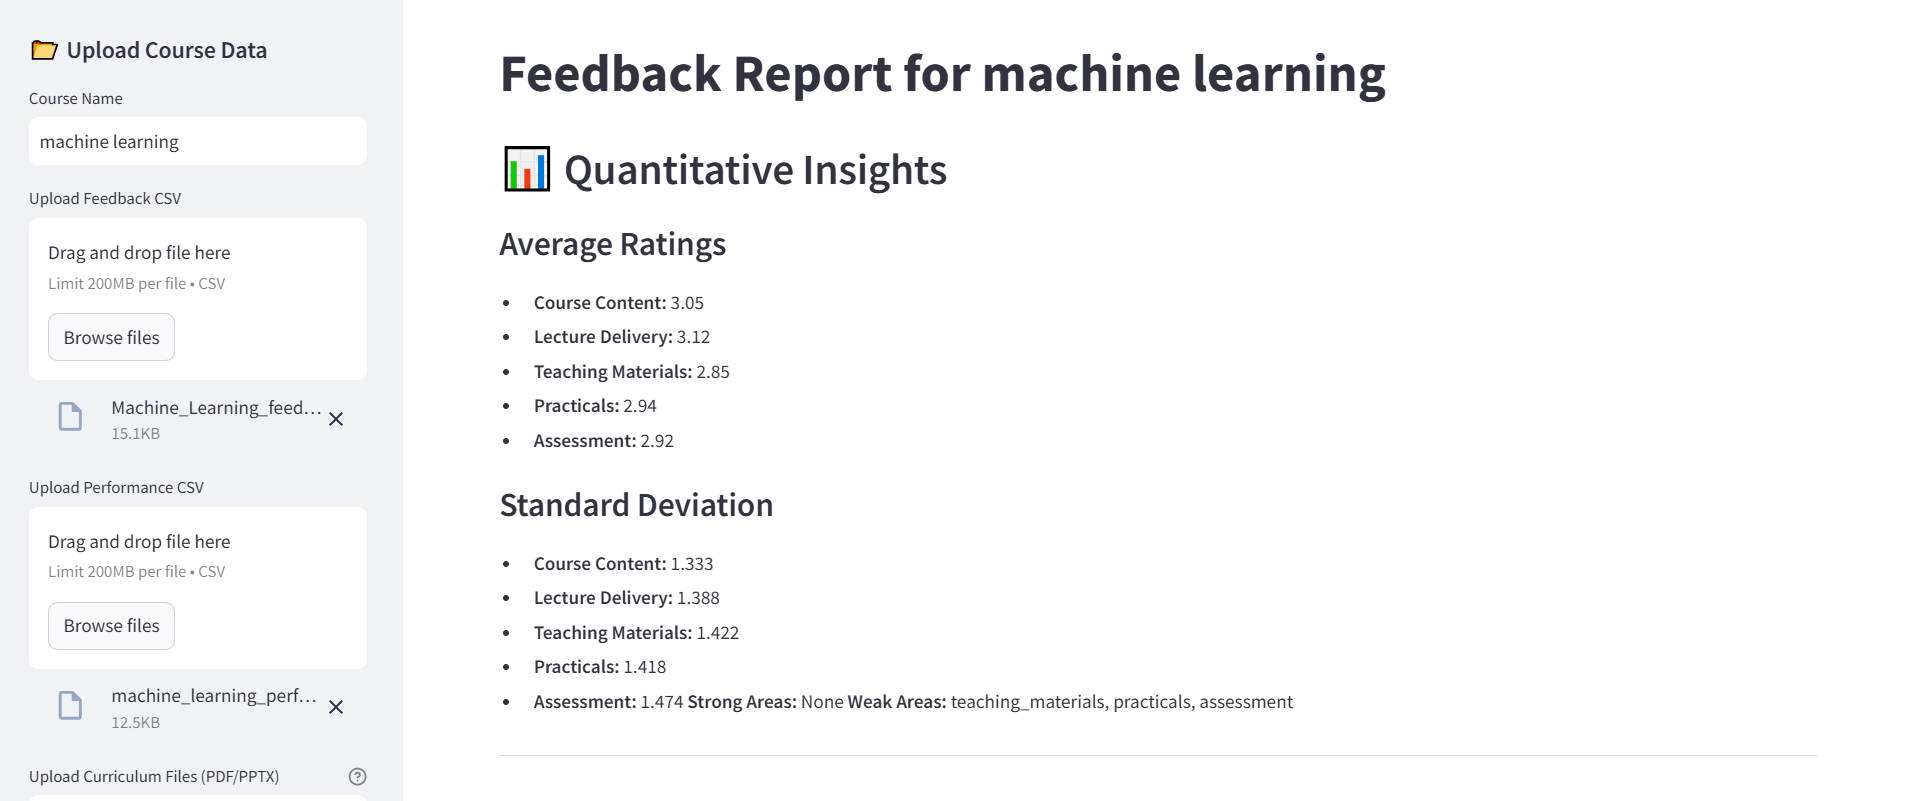 Upload Course Data
Course Name
machine learning
Upload Feedback CSV
Drag and drop file here
Limit 200MB per file • CSV
Browse files
Machine_Learning_feed...
15.1KB
Upload Performance CSV
Drag and drop file here
Limit 200MB per file • CSV
Browse files
machine_learning_perf...
12.5KB
Upload Curriculum Files (PDF/PPTX)
Feedback Report for machine learning
Quantitative Insights
Average Ratings
• Course Content: 3.05
• Lecture Delivery: 3.12
• Teaching Materials: 2.85
• Practicals: 2.94
• Assessment: 2.92
Standard Deviation
• Course Content: 1.333
• Lecture Delivery: 1.388
• Teaching Materials: 1.422
• Practicals: 1.418
• Assessment: 1.474 Strong Areas: None Weak Areas: teaching_materials, practicals, assessment